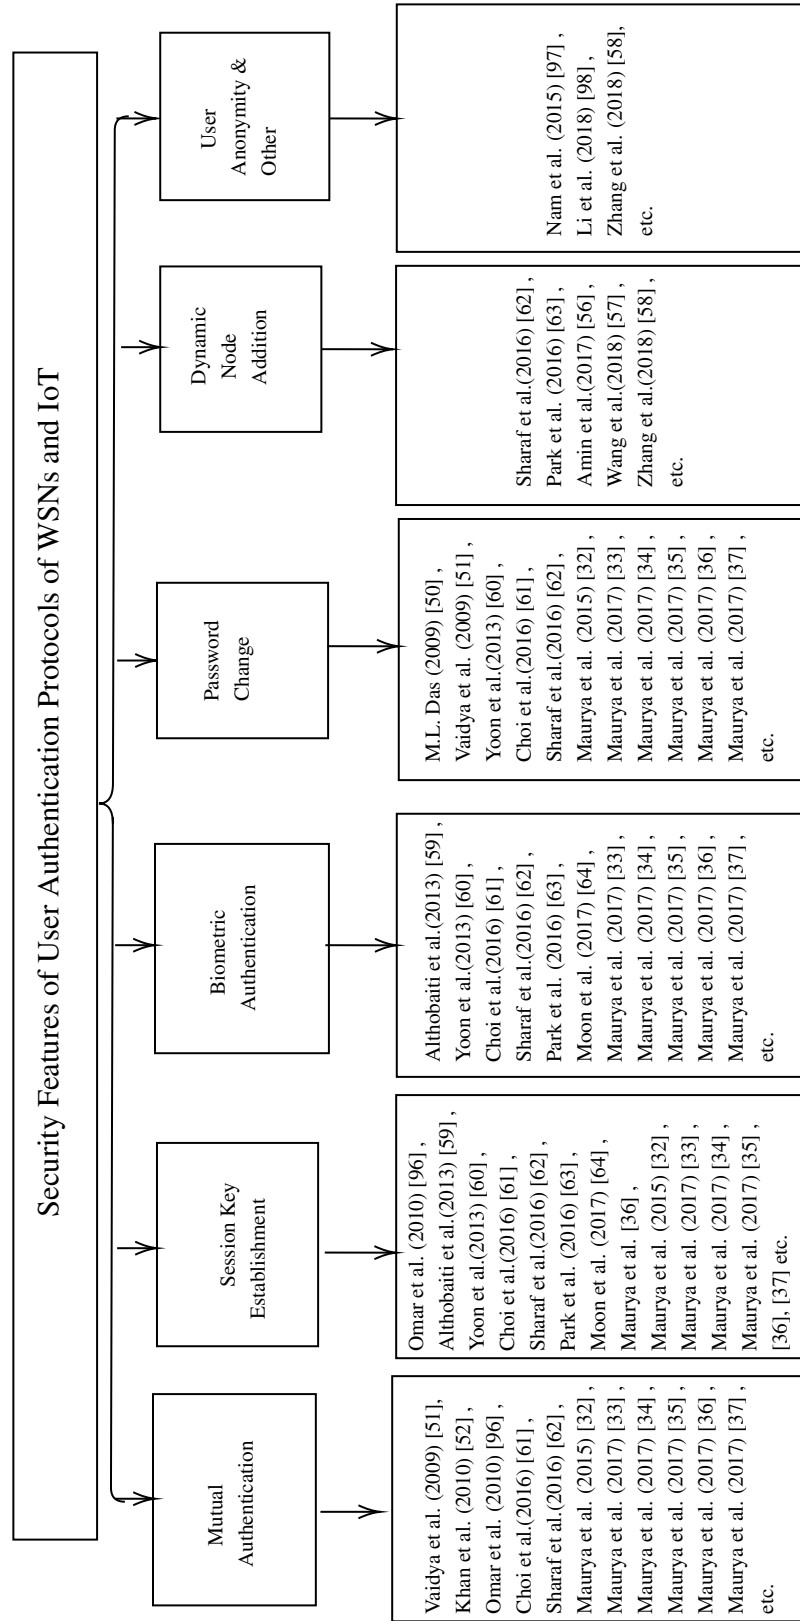 Security Features of User Authentication Protocols of WSNs and IoT
Mutual
Authentication
Session Key
Establishment
Biometric
Authentication
Password
Change
Dynamic
Node
Addition
User
Anonymity &
Other
Vaidya et al. (2009) [51],
Khan et al. (2010) [52] ,
Omar et al. (2010) [96] ,
Choi et al.(2016) [61] ,
Sharaf et al.(2016) [62] ,
Maurya et al. (2015) [32] ,
Maurya et al. (2017) [33] ,
Maurya et al. (2017) [34] ,
Maurya et al. (2017) [35] ,
Maurya et al. (2017) [36] ,
Maurya et al. (2017) [37] ,
etc.
Omar et al. (2010) [96] ,
Althobaiti et al.(2013) [59] ,
Yoon et al.(2013) [60] ,
Choi et al.(2016) [61] ,
Sharaf et al.(2016) [62] ,
Park et al. (2016) [63] ,
Moon et al. (2017) [64] ,
Maurya et al. [36] ,
Maurya et al. (2015) [32] ,
Maurya et al. (2017) [33] ,
Maurya et al. (2017) [34] ,
Maurya et al. (2017) [35] ,
[36], [37] etc.
Althobaiti et al.(2013) [59] ,
Yoon et al.(2013) [60] ,
Choi et al.(2016) [61] ,
Sharaf et al.(2016) [62] ,
Park et al. (2016) [63] ,
Moon et al. (2017) [64] ,
Maurya et al. (2017) [33] ,
Maurya et al. (2017) [34] ,
Maurya et al. (2017) [35] ,
Maurya et al. (2017) [36] ,
Maurya et al. (2017) [37] ,
etc.
M.L. Das (2009) [50] ,
Vaidya et al. (2009) [51] ,
Yoon et al.(2013) [60] ,
Choi et al.(2016) [61] ,
Sharaf et al.(2016) [62] ,
Maurya et al. (2015) [32] ,
Maurya et al. (2017) [33] ,
Maurya et al. (2017) [34] ,
Maurya et al. (2017) [35] ,
Maurya et al. (2017) [36] ,
Maurya et al. (2017) [37] ,
etc.
Sharaf et al.(2016) [62] ,
Park et al. (2016) [63] ,
Amin et al.(2017) [56] ,
Wang et al.(2018) [57] ,
Zhang et al.(2018) [58] ,
etc.
Nam et al. (2015) [97] ,
Li et al. (2018) [98] ,
Zhang et al. (2018) [58] ,
etc.